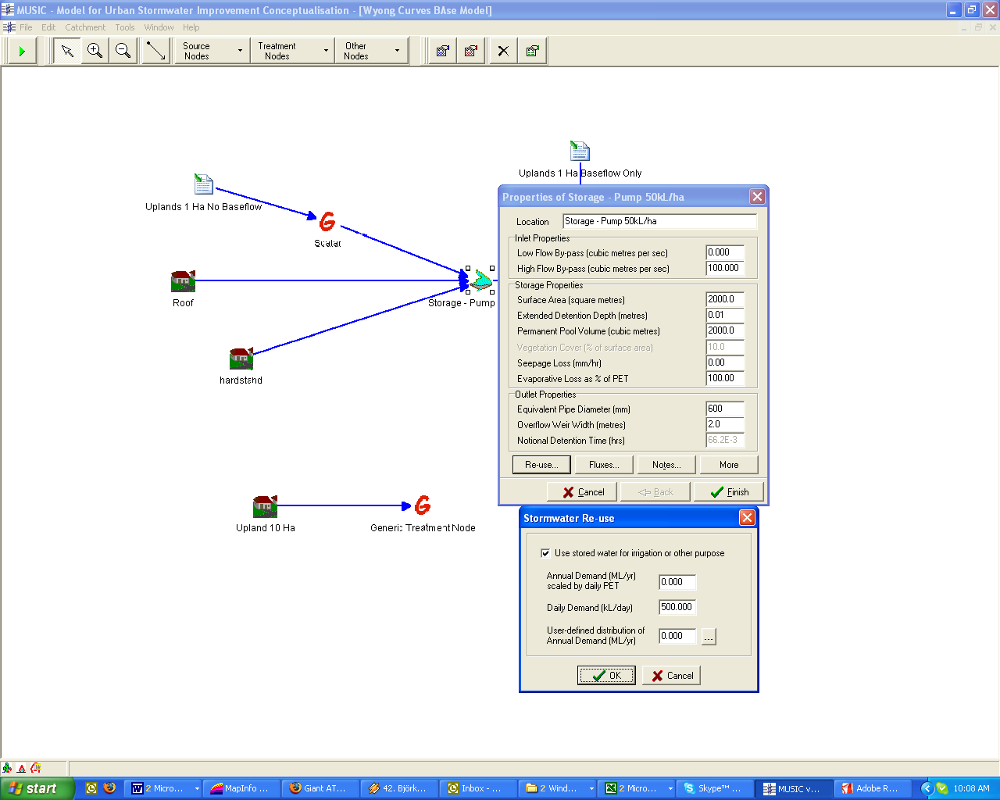 MUSIC - Model for Urban Stormwater Improvement Conceptualisation - [Wyong Curves BAse Model]
File Edit Catchment Tools Window Help
Source Nodes
Treatment Nodes
Other Nodes
Uplands 1 Ha Baseflow Only
Uplands 1 Ha No Baseflow
Scalar
Roof
Storage - Pump
hardstand
Upland 10 Ha
Generic Treatment Node
Properties of Storage - Pump 50kL/ha
Location Storage - Pump 50kL/ha
Inlet Properties
Low Flow By-pass (cubic metres per sec) 0.000
High Flow By-pass (cubic metres per sec) 100.000
Storage Properties
Surface Area (square metres) 2000.0
Extended Detention Depth (metres) 0.01
Permanent Pool Volume (cubic metres) 2000.0
Vegetation Cover (% of surface area) 10.0
Seepage Loss (mm/hr) 0.00
Evaporative Loss as % of PET 100.00
Outlet Properties
Equivalent Pipe Diameter (mm) 600
Overflow Weir Width (metres) 2.0
Notional Detention Time (hrs) 66.2E-3
Re-use... Fluxes... Notes... More
Cancel Back Finish
Stormwater Re-use
Use stored water for irrigation or other purpose
Annual Demand (ML/yr)
scaled by daily PET 0.000
Daily Demand (kL/day) 500.000
User-defined distribution of
Annual Demand (ML/yr) 0.000 ...
OK Cancel
start 2 Micro... MapInfo ... Giant AT... 42. Björk... Inbox - ... 2 Wind... 2 Micro... Skype™ ... MUSIC v... Adobe R... 10:08 AM